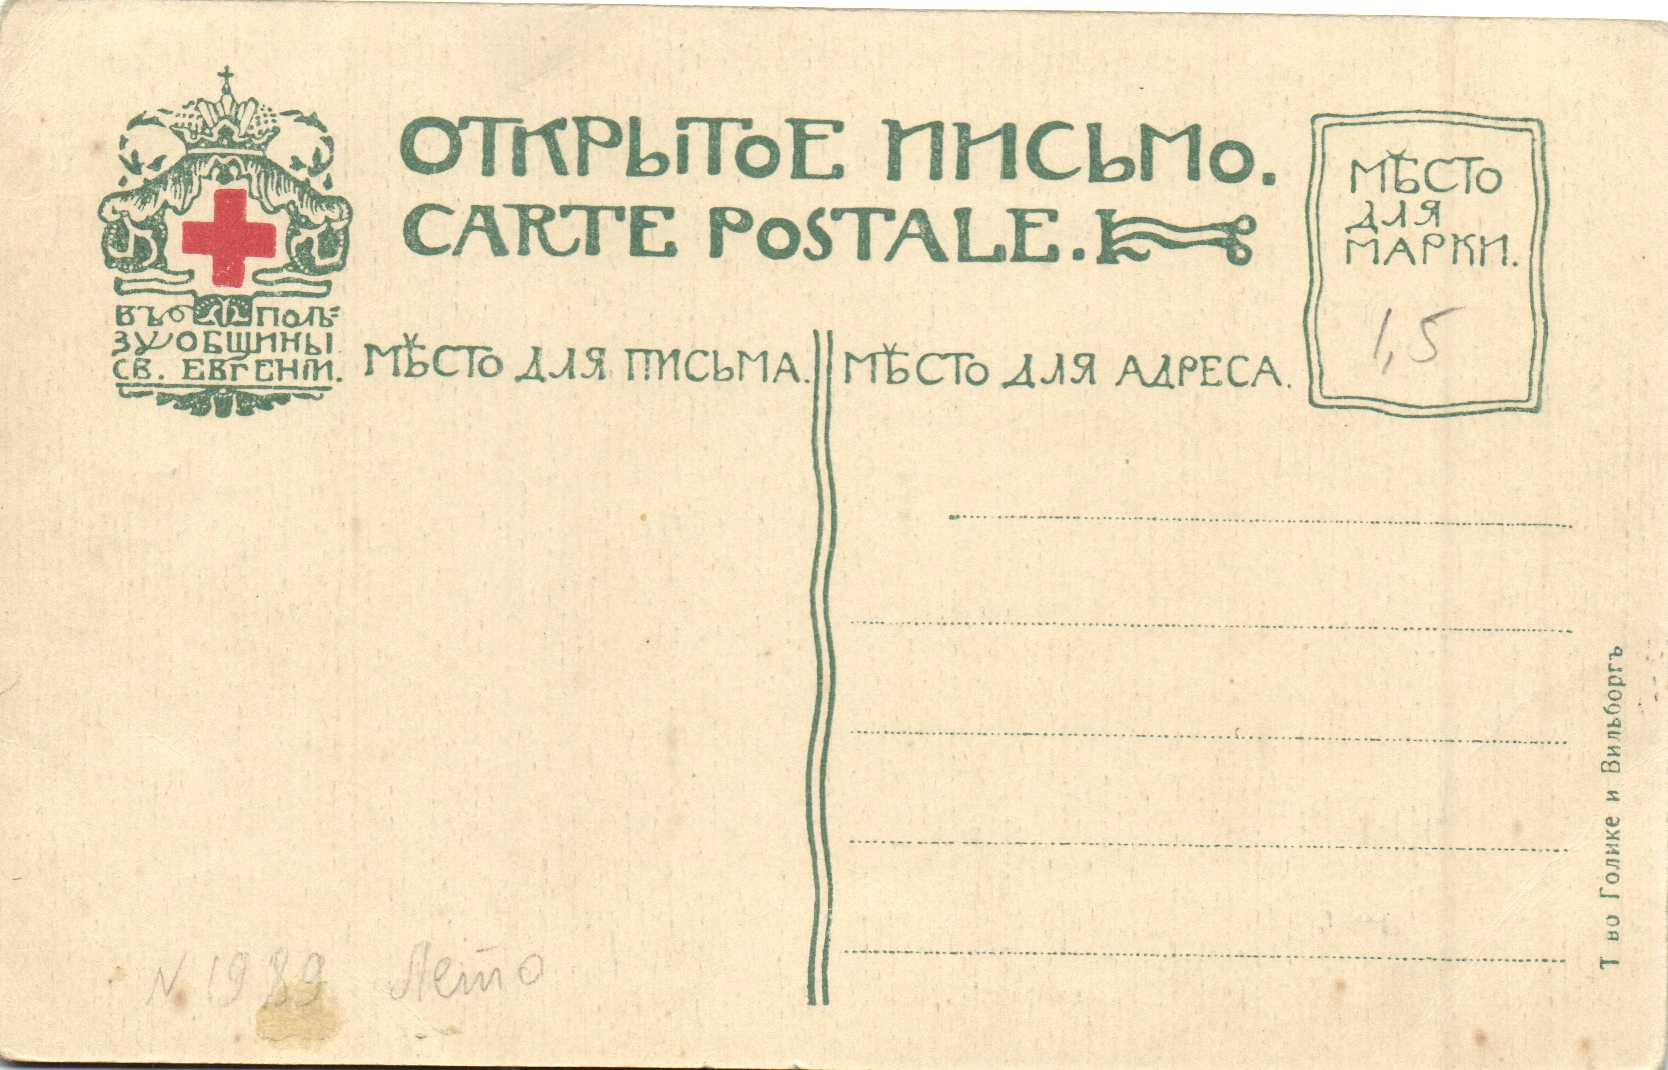 ОТКРЫТОЕ ПИСЬМО.
CARTE POSTALE.
МѢСТО
ДЛЯ
МАРКИ.
1,5
ВЪ ПОЛЬ-
ЗУ ОБЩИНЫ
СВ. ЕВГЕНІИ.
МѢСТО ДЛЯ ПИСЬМА.
МѢСТО ДЛЯ АДРЕСА.
Т во Голике и Вильборгъ
N 1989 Лето